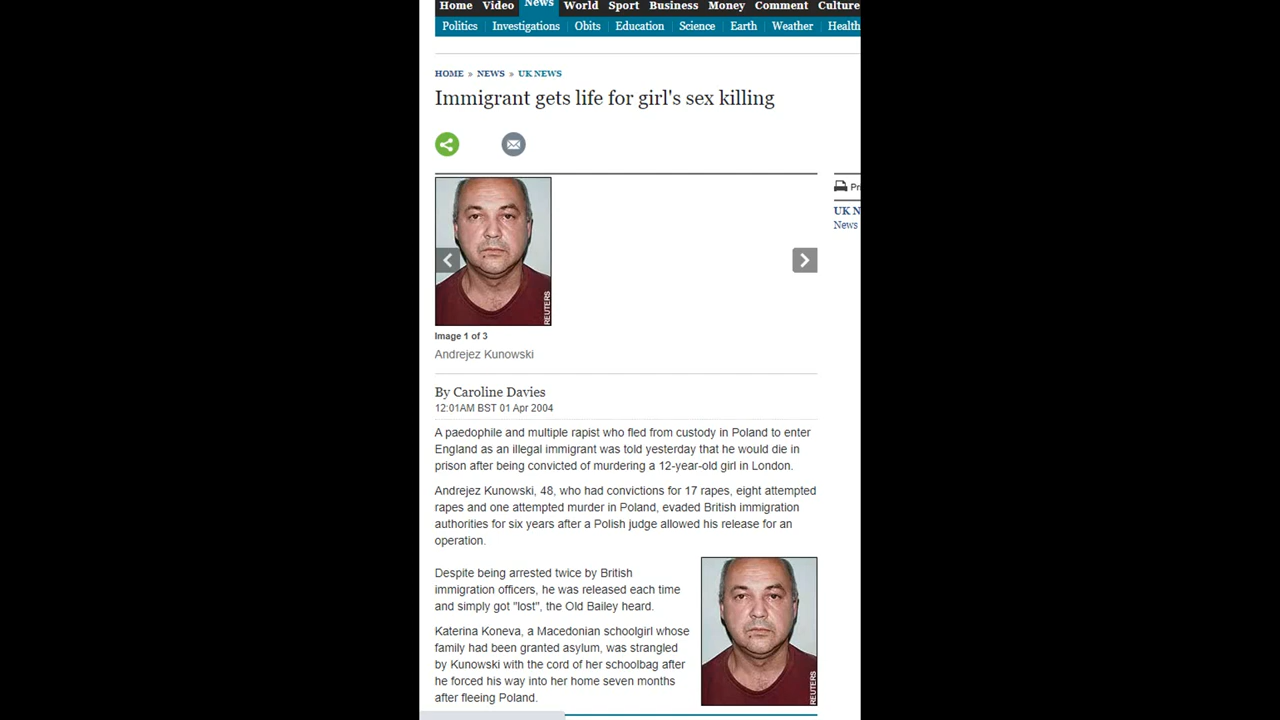 Home Video News World Sport Business Money Comment Culture
Politics Investigations Obits Education Science Earth Weather Health
HOME » NEWS » UK NEWS
Immigrant gets life for girl's sex killing
REUTERS
Image 1 of 3
Andrejez Kunowski
UK N
News
By Caroline Davies
12:01AM BST 01 Apr 2004
A paedophile and multiple rapist who fled from custody in Poland to enter
England as an illegal immigrant was told yesterday that he would die in
prison after being convicted of murdering a 12-year-old girl in London.
Andrejez Kunowski, 48, who had convictions for 17 rapes, eight attempted
rapes and one attempted murder in Poland, evaded British immigration
authorities for six years after a Polish judge allowed his release for an
operation.
Despite being arrested twice by British
immigration officers, he was released each time
and simply got "lost", the Old Bailey heard.
Katerina Koneva, a Macedonian schoolgirl whose
family had been granted asylum, was strangled
by Kunowski with the cord of her schoolbag after
he forced his way into her home seven months
after fleeing Poland.
REUTERS